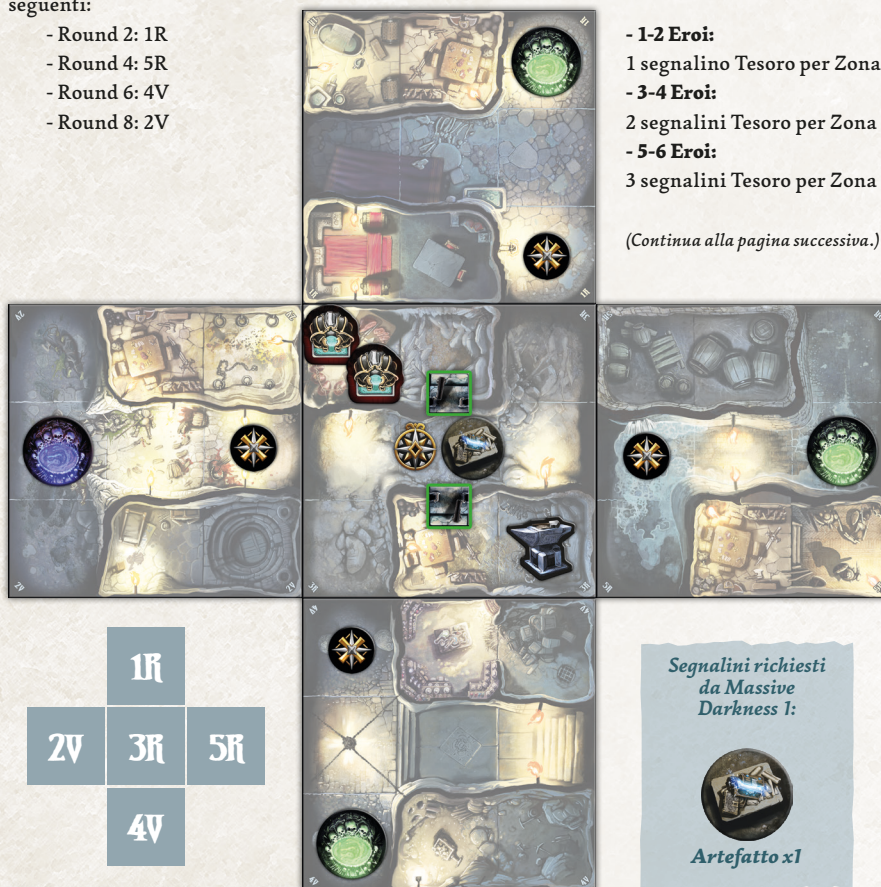 seguenti:
- Round 2: 1R
- Round 4: 5R
- Round 6: 4V
- Round 8: 2V
- 1-2 Eroi:
1 segnalino Tesoro per Zona
- 3-4 Eroi:
2 segnalini Tesoro per Zona
- 5-6 Eroi:
3 segnalini Tesoro per Zona
(Continua alla pagina successiva.)
1R
2V 3R 5R
4V
Segnalini richiesti
da Massive
Darkness 1:
Artefatto x1